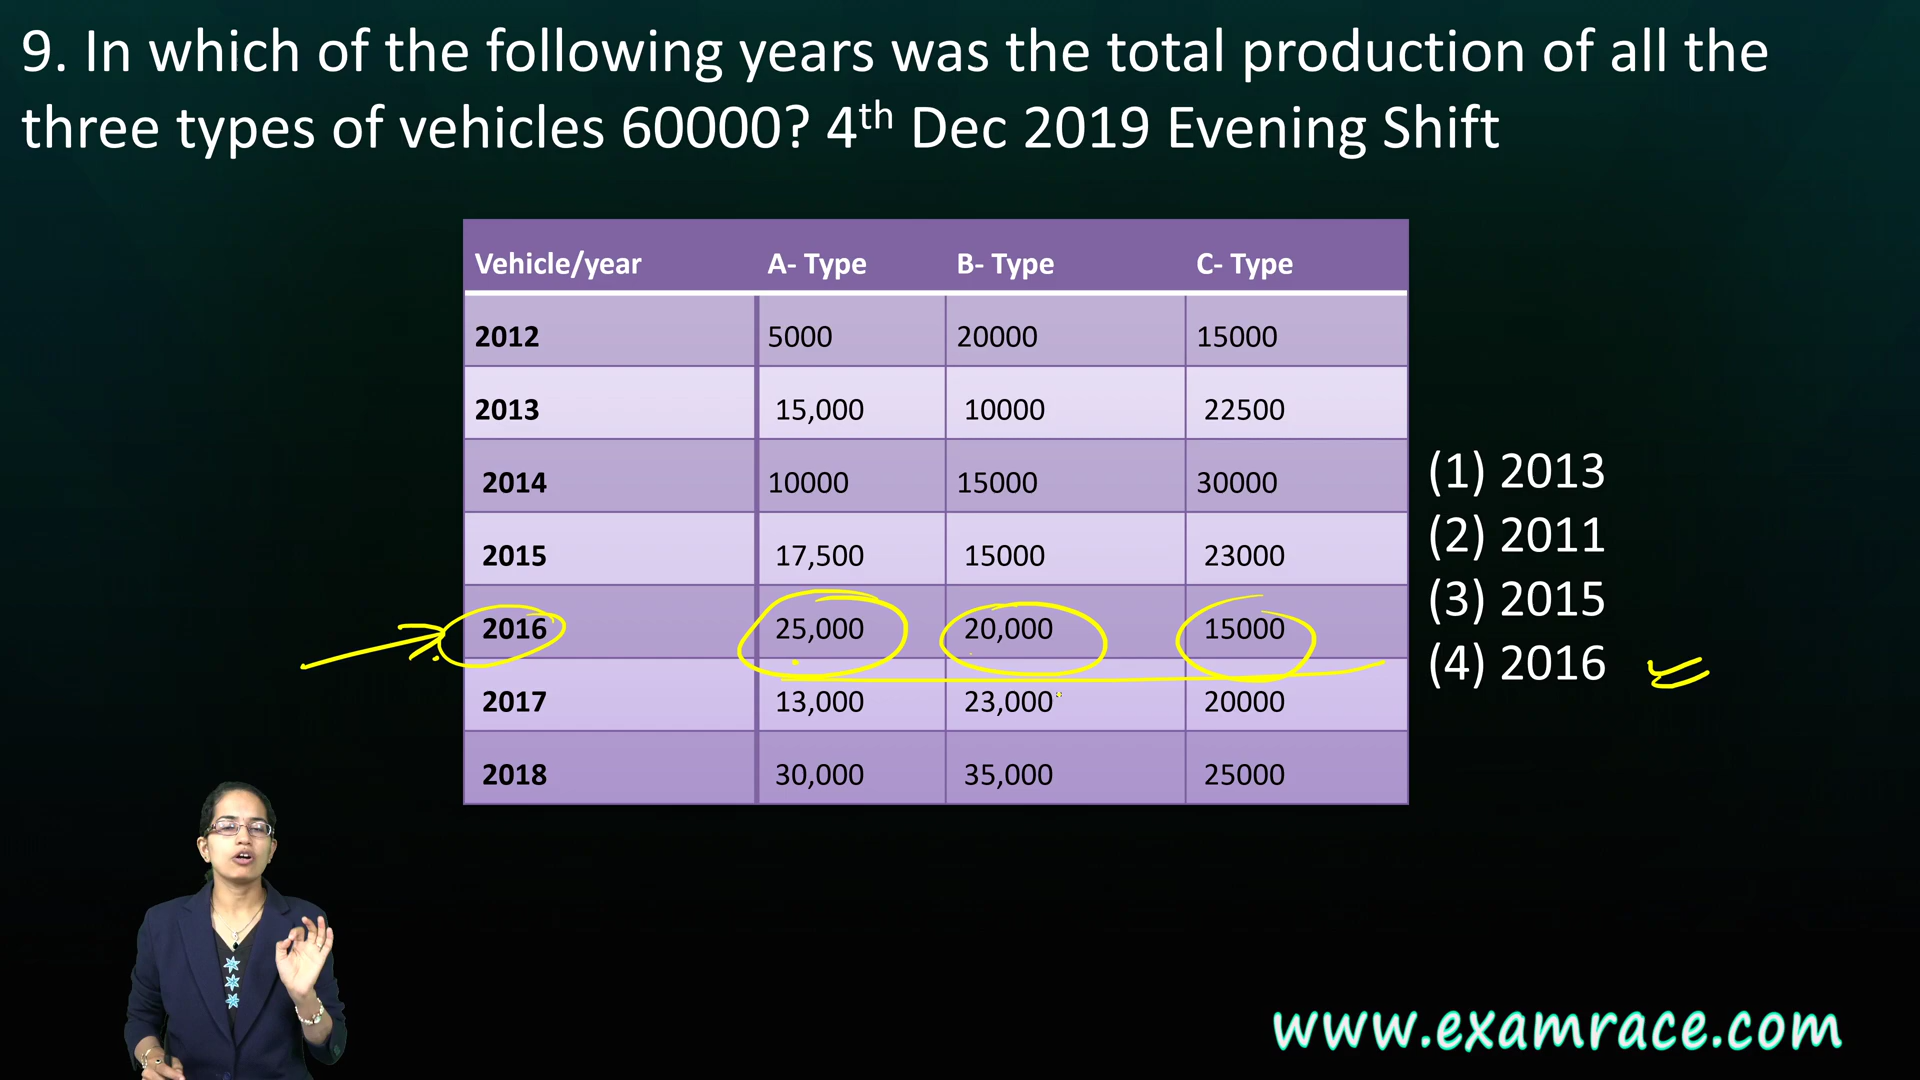 9. In which of the following years was the total production of all the
three types of vehicles 60000? 4th Dec 2019 Evening Shift
Vehicle/year A- Type B- Type C- Type
2012 5000 20000 15000
2013 15,000 10000 22500
2014 10000 15000 30000
2015 17,500 15000 23000
2016 25,000 20,000 15000
2017 13,000 23,000 20000
2018 30,000 35,000 25000
(1) 2013
(2) 2011
(3) 2015
(4) 2016
www.examrace.com